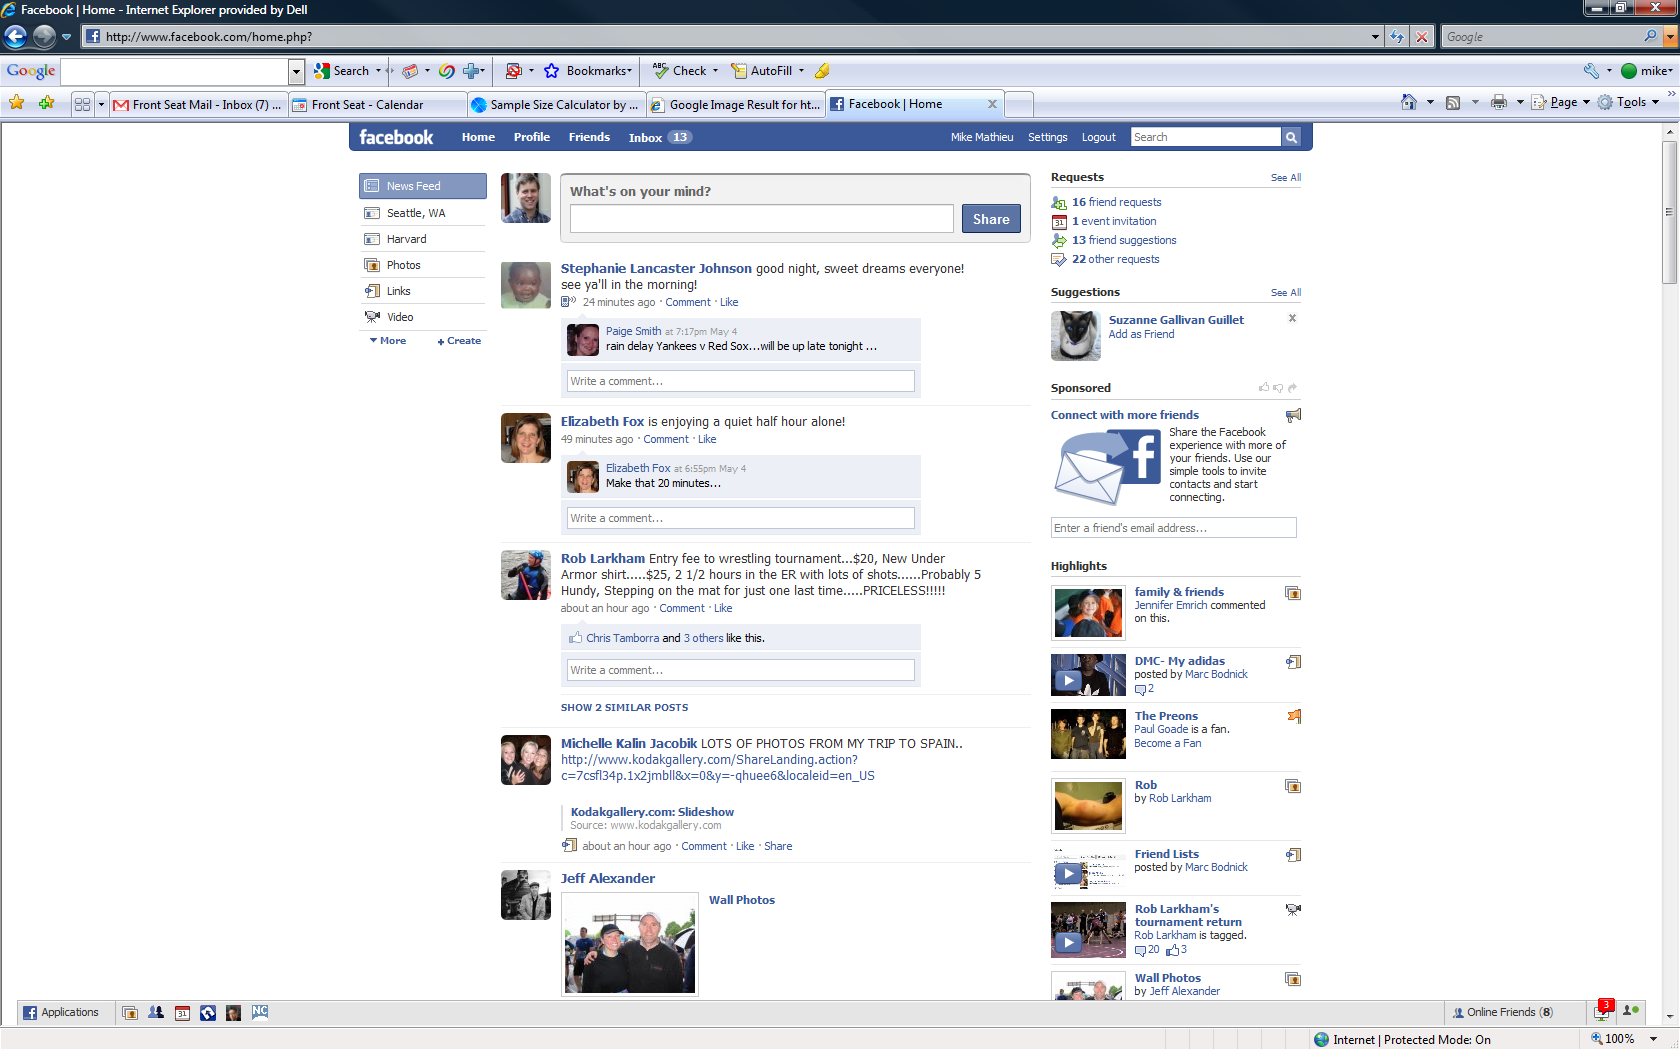 Facebook | Home - Internet Explorer provided by Dell
http://www.facebook.com/home.php?
Google
Google
Search
Bookmarks
ABC
Check
AutoFill
mike
Front Seat Mail - Inbox (7) ...
Front Seat - Calendar
Sample Size Calculator by ...
Google Image Result for ht...
Facebook | Home
Page
Tools
facebook
Home
Profile
Friends
Inbox 13
Mike Mathieu
Settings
Logout
Search
News Feed
Seattle, WA
Harvard
Photos
Links
Video
More
+ Create
What's on your mind?
Share
Stephanie Lancaster Johnson good night, sweet dreams everyone!
see ya'll in the morning!
24 minutes ago · Comment · Like
Paige Smith at 7:17pm May 4
rain delay Yankees v Red Sox...will be up late tonight ...
Write a comment...
Elizabeth Fox is enjoying a quiet half hour alone!
49 minutes ago · Comment · Like
Elizabeth Fox at 6:55pm May 4
Make that 20 minutes...
Write a comment...
Rob Larkham Entry fee to wrestling tournament...$20, New Under
Armor shirt.....$25, 2 1/2 hours in the ER with lots of shots......Probably 5
Hundy, Stepping on the mat for just one last time.....PRICELESS!!!!!
about an hour ago · Comment · Like
Chris Tamborra and 3 others like this.
Write a comment...
SHOW 2 SIMILAR POSTS
Michelle Kalin Jacobik LOTS OF PHOTOS FROM MY TRIP TO SPAIN..
http://www.kodakgallery.com/ShareLanding.action?
c=7csfl34p.1x2jmbll&x=0&y=-qhuee6&localeid=en_US
Kodakgallery.com: Slideshow
Source: www.kodakgallery.com
about an hour ago · Comment · Like · Share
Jeff Alexander
Wall Photos
Requests
See All
16 friend requests
31
1 event invitation
13 friend suggestions
22 other requests
Suggestions
See All
Suzanne Gallivan Guillet
Add as Friend
Sponsored
Connect with more friends
Share the Facebook
experience with more of
your friends. Use our
simple tools to invite
contacts and start
connecting.
Enter a friend's email address...
Highlights
family & friends
Jennifer Emrich commented
on this.
DMC- My adidas
posted by Marc Bodnick
2
The Preons
Paul Goade is a fan.
Become a Fan
Rob
by Rob Larkham
Friend Lists
posted by Marc Bodnick
Rob Larkham's
tournament return
Rob Larkham is tagged.
20 3
Wall Photos
by Jeff Alexander
Applications
31
NC
Online Friends (8)
3
Internet | Protected Mode: On
100%